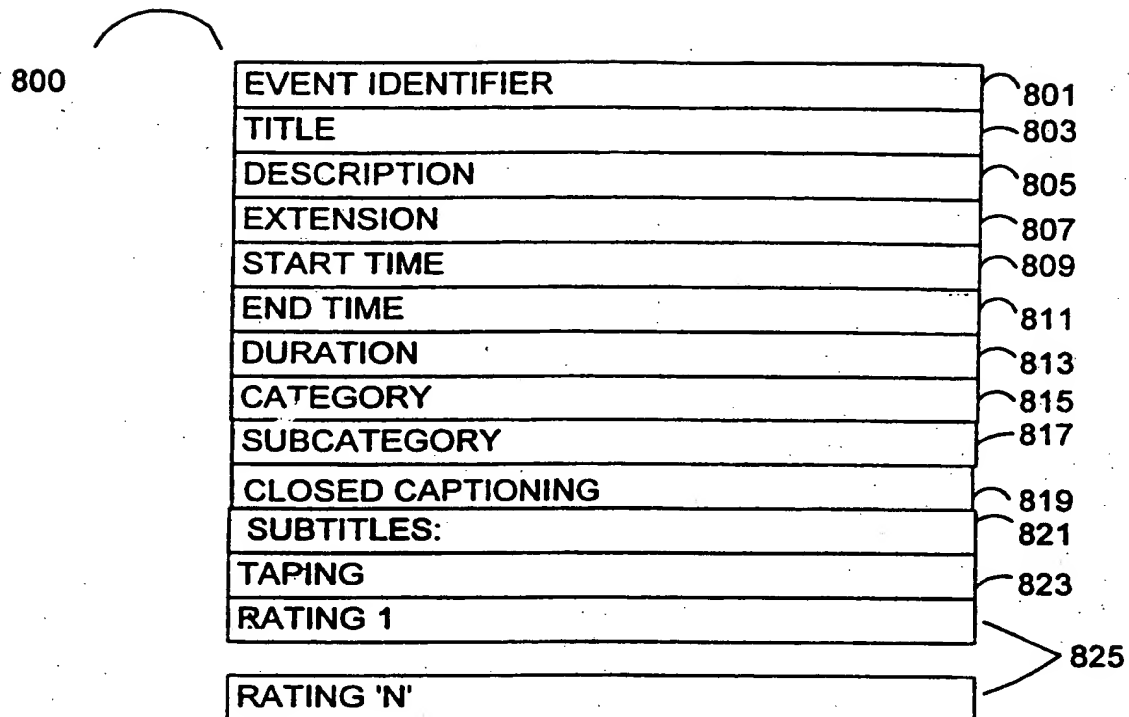 800
EVENT IDENTIFIER 801
TITLE 803
DESCRIPTION 805
EXTENSION 807
START TIME 809
END TIME 811
DURATION 813
CATEGORY 815
SUBCATEGORY 817
CLOSED CAPTIONING 819
SUBTITLES: 821
TAPING 823
RATING 1
825
RATING 'N'